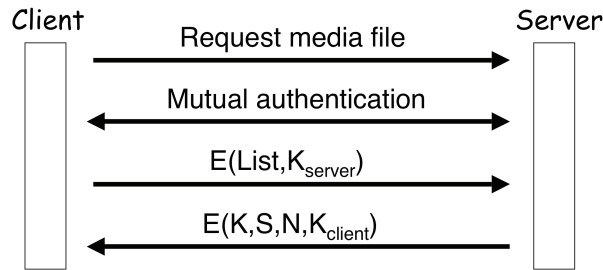 Client Server
Request media file
Mutual authentication
E(List,Kserver)
E(K,S,N,Kclient)